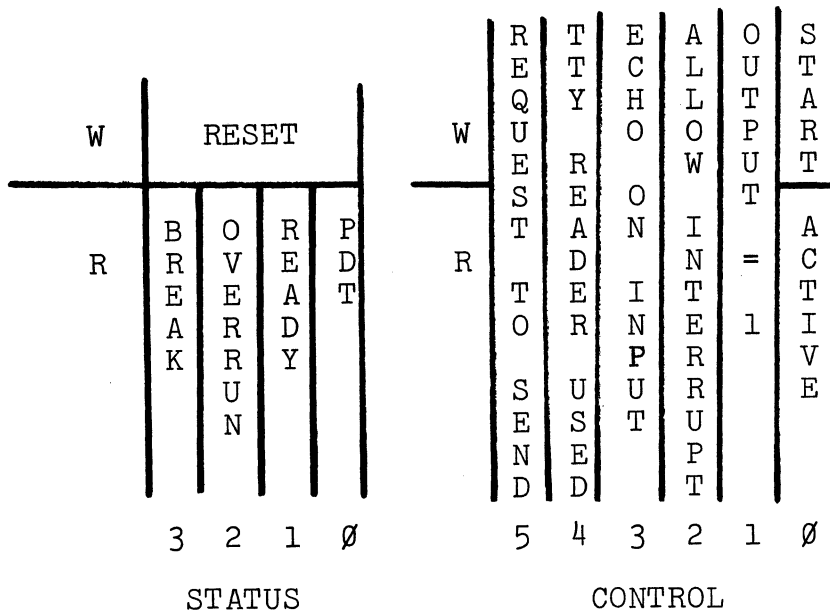 W
RESET
R
BREAK
OVERRUN
READY
PDT
3 2 1 Ø
STATUS
W
R
REQUEST TO SEND
TTY READER USED
ECHO ON INPUT
ALLOW INTERRUPT
OUTPUT = 1
START
ACTIVE
5 4 3 2 1 Ø
CONTROL